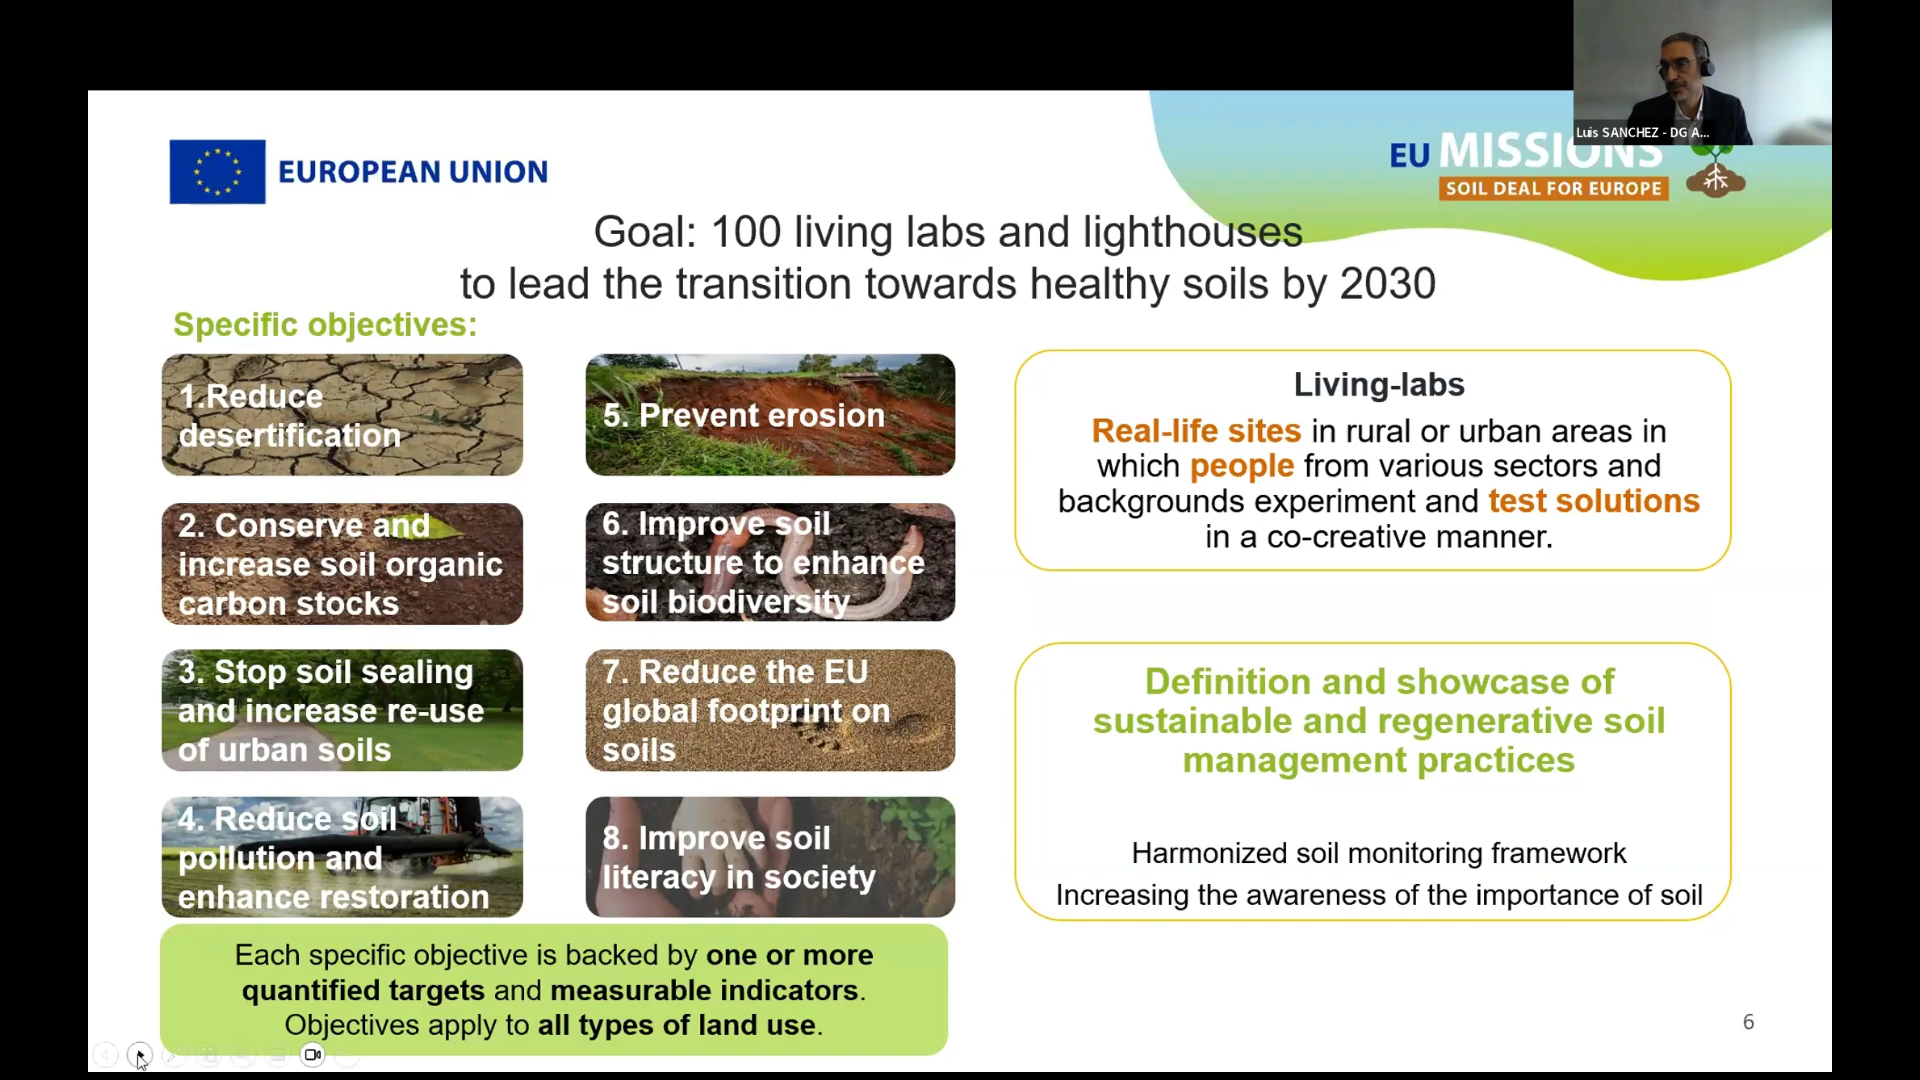 Luis SANCHEZ - DG A...
EUROPEAN UNION
EU MISSIONS
SOIL DEAL FOR EUROPE
Goal: 100 living labs and lighthouses
to lead the transition towards healthy soils by 2030
Specific objectives:
1.Reduce
desertification
2. Conserve and
increase soil organic
carbon stocks
3. Stop soil sealing
and increase re-use
of urban soils
4. Reduce soil
pollution and
enhance restoration
5. Prevent erosion
6. Improve soil
structure to enhance
soil biodiversity
7. Reduce the EU
global footprint on
soils
8. Improve soil
literacy in society
Each specific objective is backed by one or more
quantified targets and measurable indicators.
Objectives apply to all types of land use.
Living-labs
Real-life sites in rural or urban areas in
which people from various sectors and
backgrounds experiment and test solutions
in a co-creative manner.
Definition and showcase of
sustainable and regenerative soil
management practices
Harmonized soil monitoring framework
Increasing the awareness of the importance of soil
6